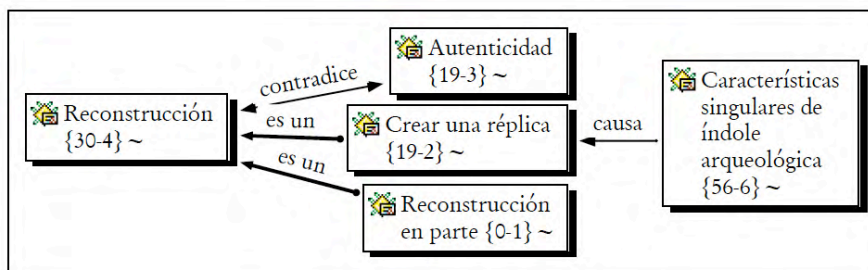 Reconstrucción
{30-4} ~
contradice
es un
es un
Autenticidad
{19-3} ~
Crear una réplica
{19-2} ~
Reconstrucción
en parte {0-1} ~
causa
Características
singulares de
índole
arqueológica
{56-6} ~